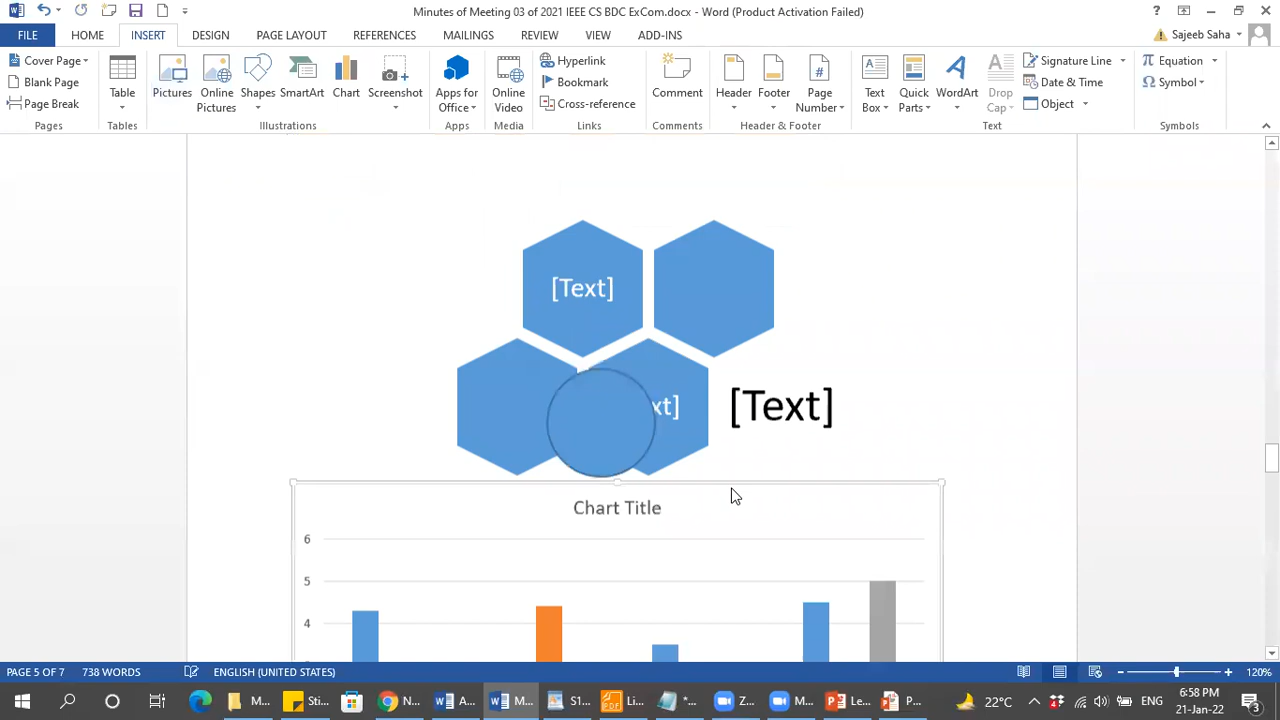 Minutes of Meeting 03 of 2021 IEEE CS BDC ExCom.docx - Word (Product Activation Failed)
FILE HOME INSERT DESIGN PAGE LAYOUT REFERENCES MAILINGS REVIEW VIEW ADD-INS Sajeeb Saha
Cover Page
Blank Page
Page Break
Pages
Table
Tables
Pictures
Online Pictures
Shapes
SmartArt
Chart
Screenshot
Illustrations
Apps for Office
Apps
Online Video
Media
Hyperlink
Bookmark
Cross-reference
Links
Comment
Comments
Header
Footer
Page Number
Header & Footer
Text Box
Quick Parts
WordArt
Drop Cap
Signature Line
Date & Time
Object
Text
Equation
Symbol
Symbols
[Text]
xt]
[Text]
Chart Title
6
5
4
PAGE 5 OF 7 738 WORDS ENGLISH (UNITED STATES) 120%
M... Sti... N... A... M... S1... Li... *... Z... M... Le... P... 22°C ENG 6:58 PM
21-Jan-22
3